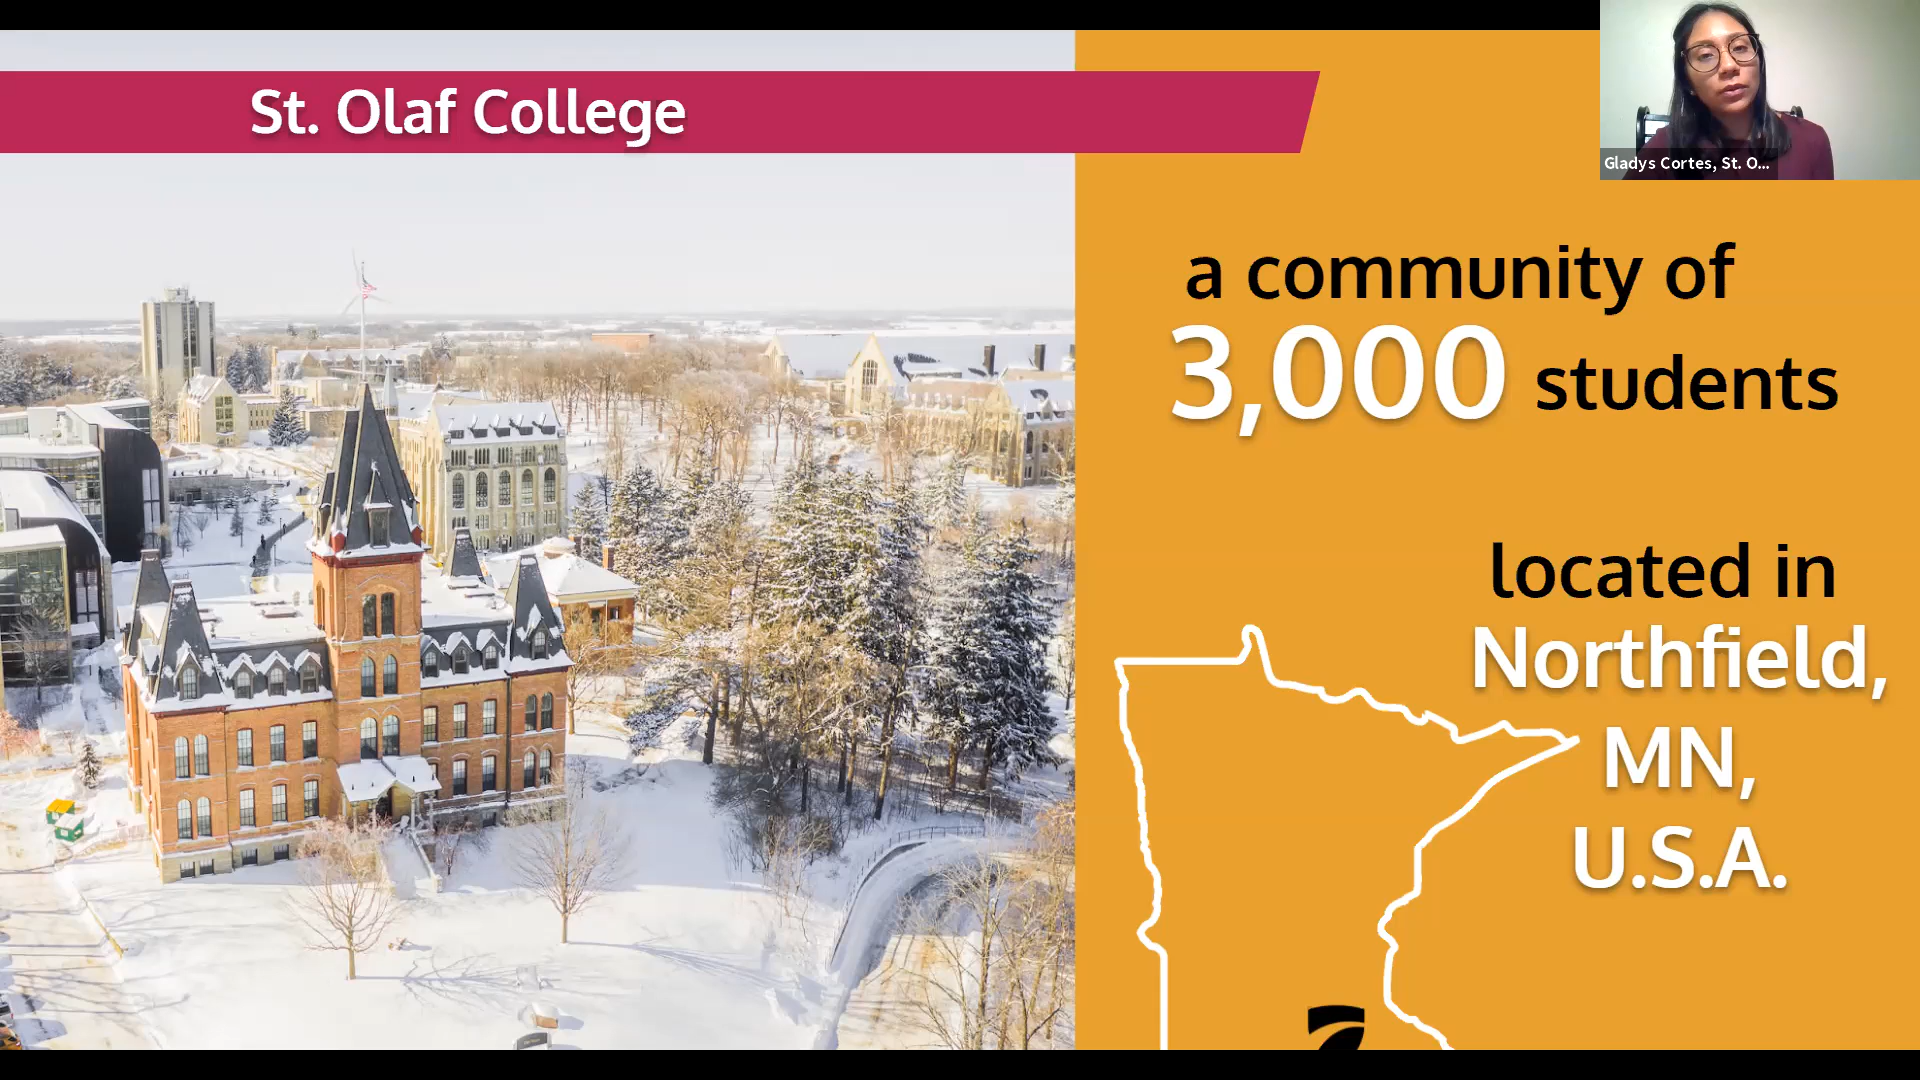 St. Olaf College
Gladys Cortes, St. O...
a community of
3,000 students
located in
Northfield,
MN,
U.S.A.